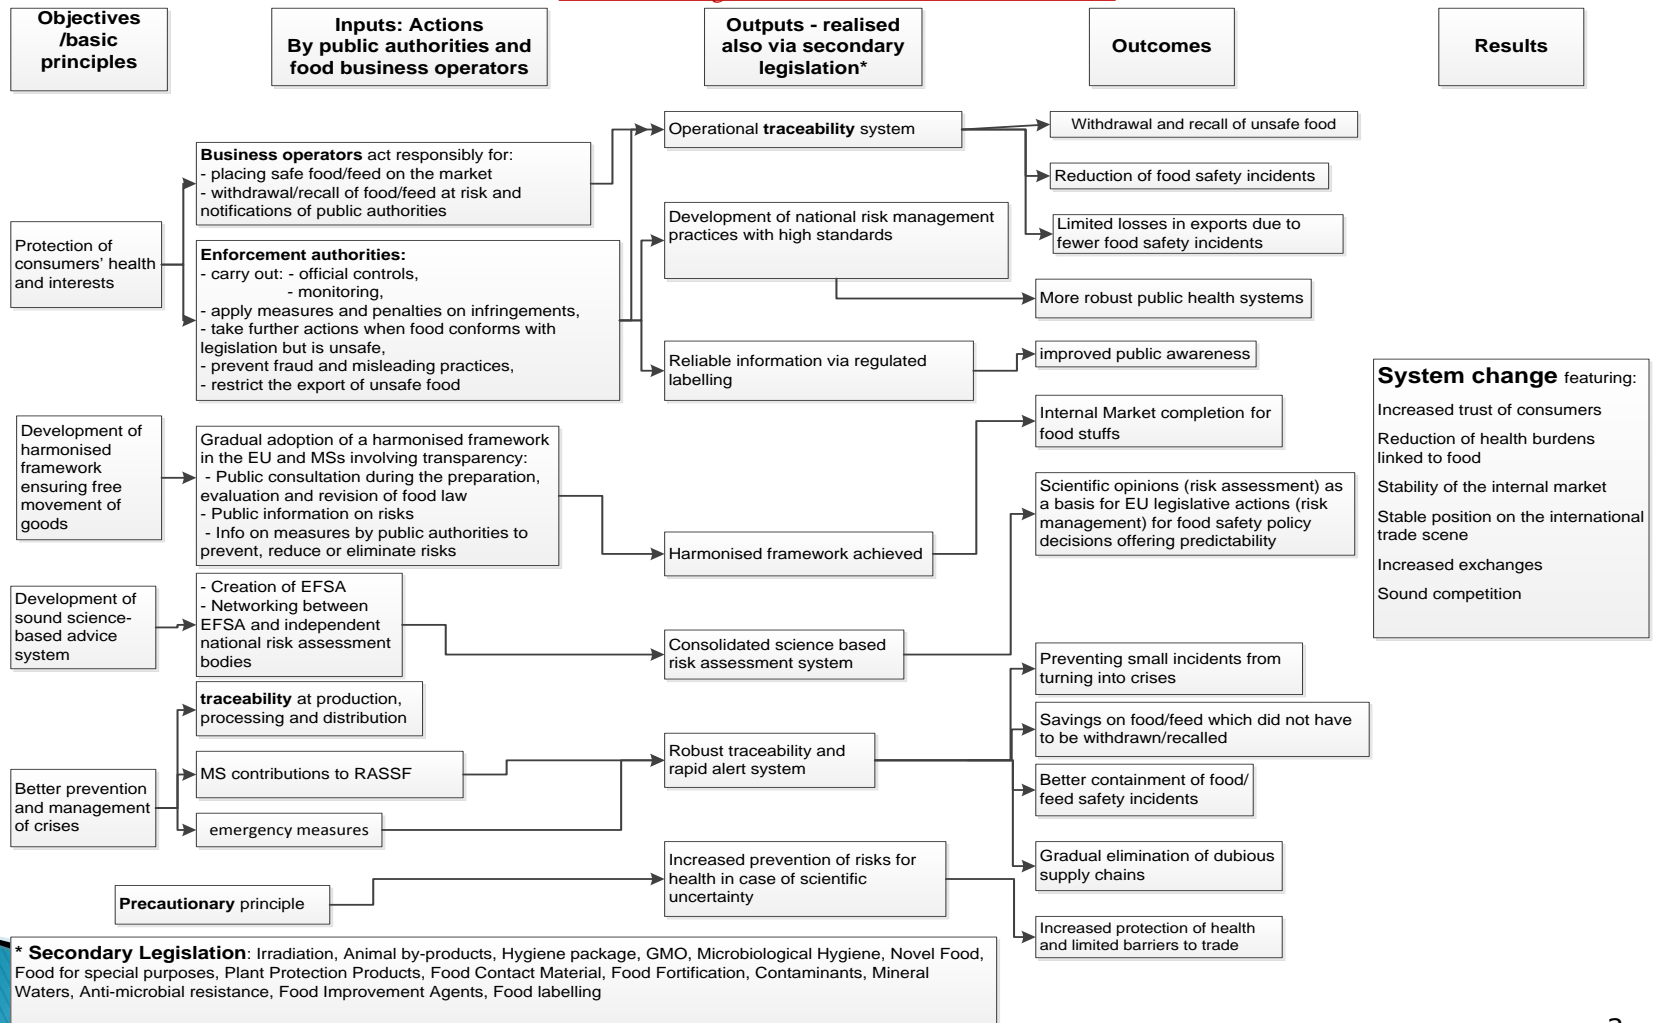 Objectives
/basic
principles
Inputs: Actions
By public authorities and
food business operators
Outputs - realised
also via secondary
legislation*
Outcomes
Results
Protection of
consumers' health
and interests
Business operators act responsibly for:
- placing safe food/feed on the market
- withdrawal/recall of food/feed at risk and
notifications of public authorities
Enforcement authorities:
- carry out: - official controls,
- monitoring,
- apply measures and penalties on infringements,
- take further actions when food conforms with
legislation but is unsafe,
- prevent fraud and misleading practices,
- restrict the export of unsafe food
Operational traceability system
Development of national risk management
practices with high standards
Reliable information via regulated
labelling
Withdrawal and recall of unsafe food
Reduction of food safety incidents
Limited losses in exports due to
fewer food safety incidents
More robust public health systems
improved public awareness
Development of
harmonised
framework
ensuring free
movement of
goods
Gradual adoption of a harmonised framework
in the EU and MSs involving transparency:
- Public consultation during the preparation,
evaluation and revision of food law
- Public information on risks
- Info on measures by public authorities to
prevent, reduce or eliminate risks
Harmonised framework achieved
Internal Market completion for
food stuffs
Development of
sound science-
based advice
system
- Creation of EFSA
- Networking between
EFSA and independent
national risk assessment
bodies
Consolidated science based
risk assessment system
Scientific opinions (risk assessment) as
a basis for EU legislative actions (risk
management) for food safety policy
decisions offering predictability
Better prevention
and management
of crises
traceability at production,
processing and distribution
MS contributions to RASSF
emergency measures
Robust traceability and
rapid alert system
Preventing small incidents from
turning into crises
Savings on food/feed which did not have
to be withdrawn/recalled
Better containment of food/
feed safety incidents
Gradual elimination of dubious
supply chains
Precautionary principle
Increased prevention of risks for
health in case of scientific
uncertainty
Increased protection of health
and limited barriers to trade
System change featuring:
Increased trust of consumers
Reduction of health burdens
linked to food
Stability of the internal market
Stable position on the international
trade scene
Increased exchanges
Sound competition
* Secondary Legislation: Irradiation, Animal by-products, Hygiene package, GMO, Microbiological Hygiene, Novel Food,
Food for special purposes, Plant Protection Products, Food Contact Material, Food Fortification, Contaminants, Mineral
Waters, Anti-microbial resistance, Food Improvement Agents, Food labelling